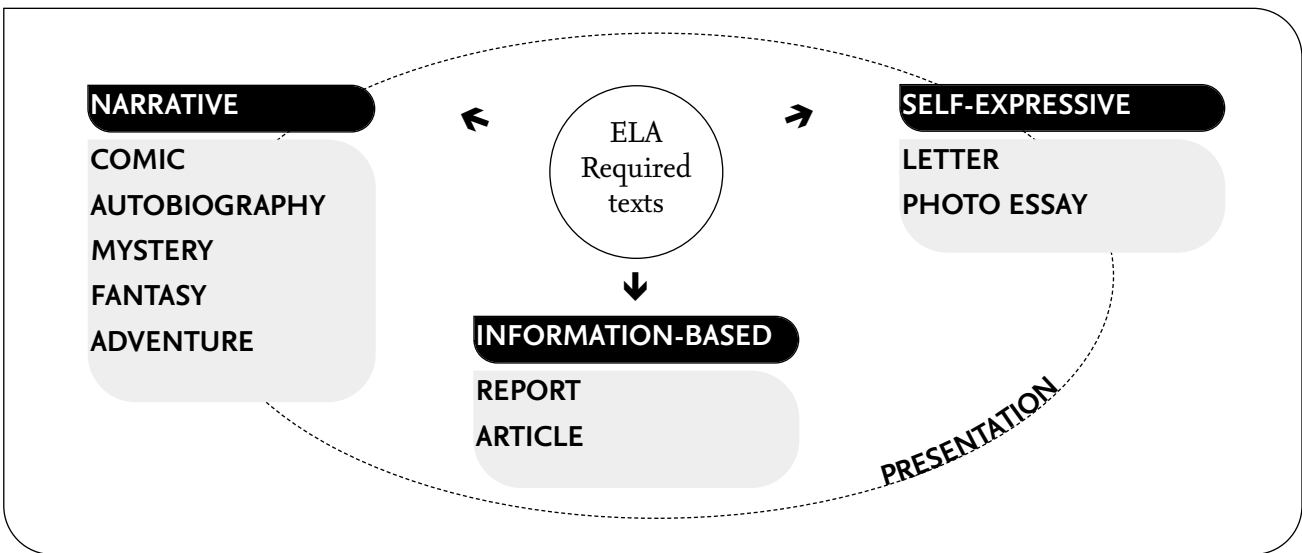 NARRATIVE
COMIC
AUTOBIOGRAPHY
MYSTERY
FANTASY
ADVENTURE
ELA
Required
texts
SELF-EXPRESSIVE
LETTER
PHOTO ESSAY
INFORMATION-BASED
REPORT
ARTICLE
PRESENTATION